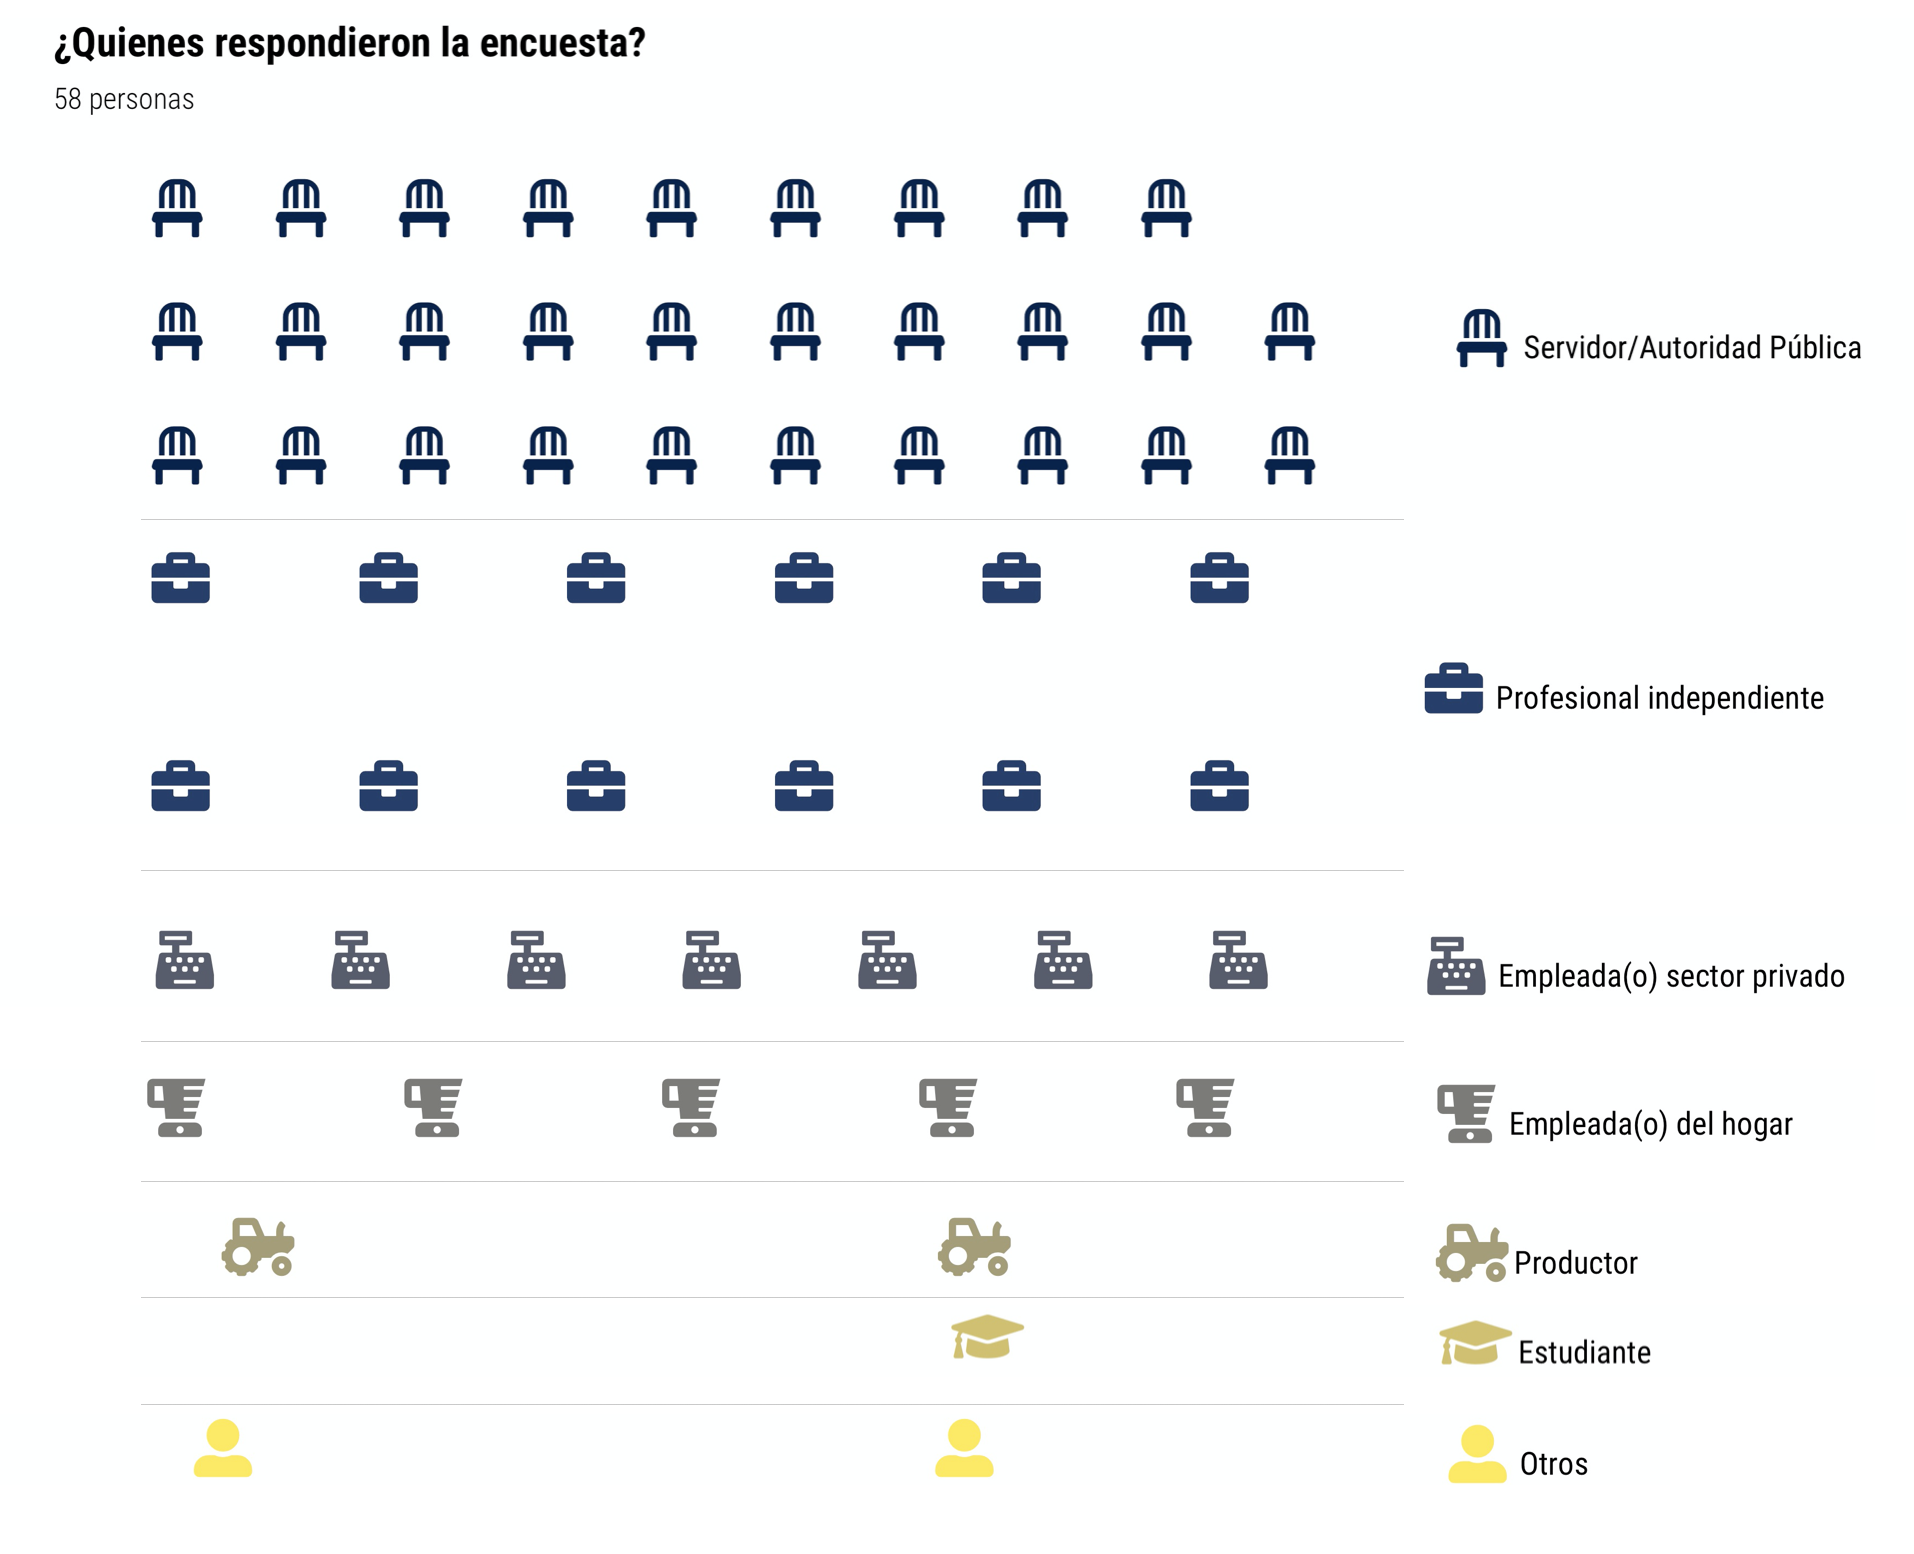 ¿Quienes respondieron la encuesta?
58 personas
Servidor/Autoridad Pública
Profesional independiente
Empleada(o) sector privado
Empleada(o) del hogar
Productor
Estudiante
Otros